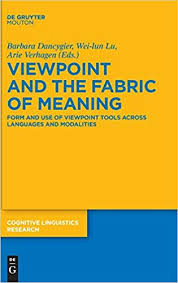 DE GRUYTER
MOUTON
Barbara Dancygier, Wei-lun Lu,
Arie Verhagen (Eds.)
VIEWPOINT
AND THE FABRIC OF
MEANING
FORM AND USE OF VIEWPOINT TOOLS ACROSS
LANGUAGES AND MODALITIES
COGNITIVE LINGUISTICS
RESEARCH
DE
G